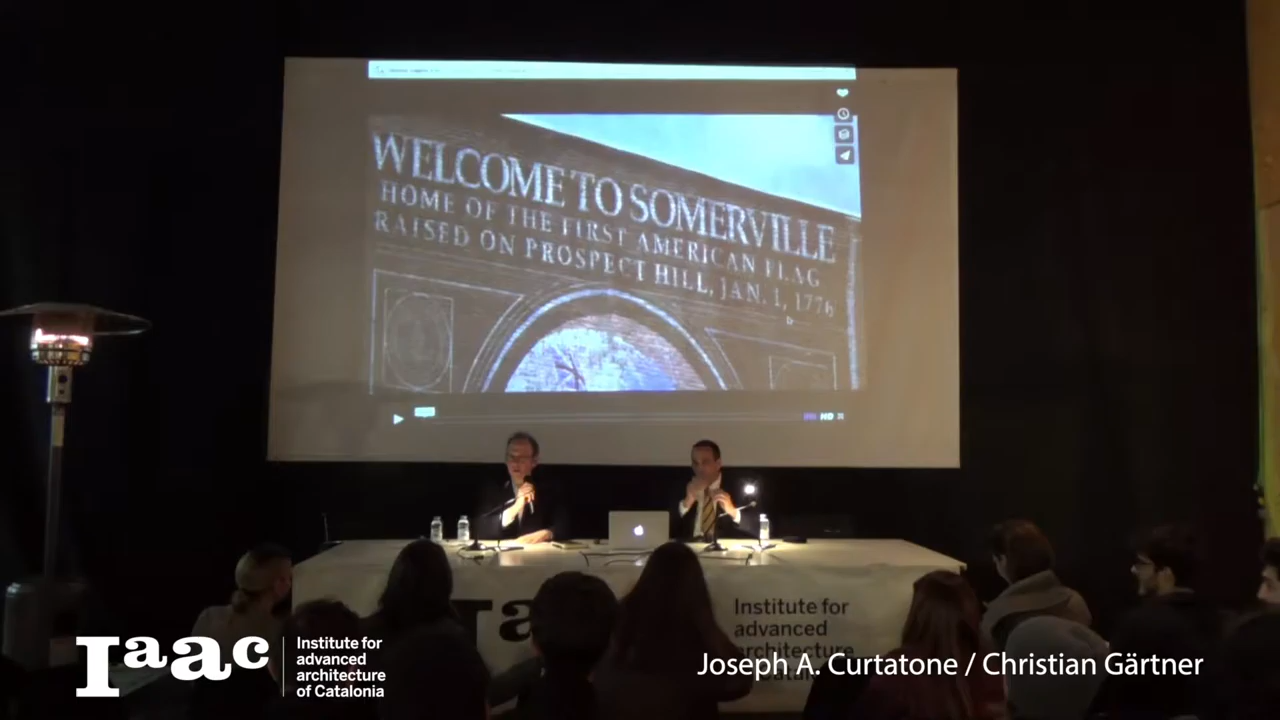 WELCOME TO SOMERVILLE
HOME OF THE FIRST AMERICAN FLAG
RAISED ON PROSPECT HILL, JAN. 1, 1776
HD
Institute for
advanced
architecture
Iaac
Institute for
advanced
architecture
of Catalonia
Joseph A. Curtatone / Christian Gärtner